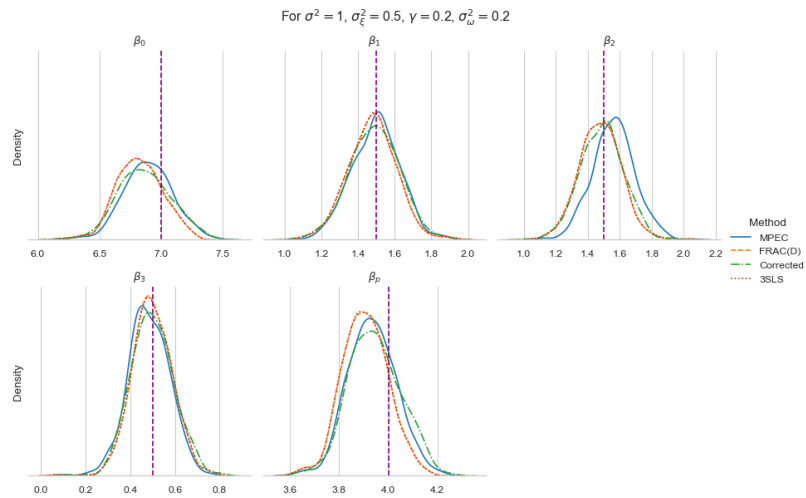 For σ² = 1, σ_ξ² = 0.5, γ = 0.2, σ_ω² = 0.2
β₀
β₁
β₂
Density
6.0 6.5 7.0 7.5
1.0 1.2 1.4 1.6 1.8 2.0
1.0 1.2 1.4 1.6 1.8 2.0 2.2
Method
MPEC
FRAC(D)
Corrected
3SLS
β₃
βₚ
Density
0.0 0.2 0.4 0.6 0.8
3.6 3.8 4.0 4.2